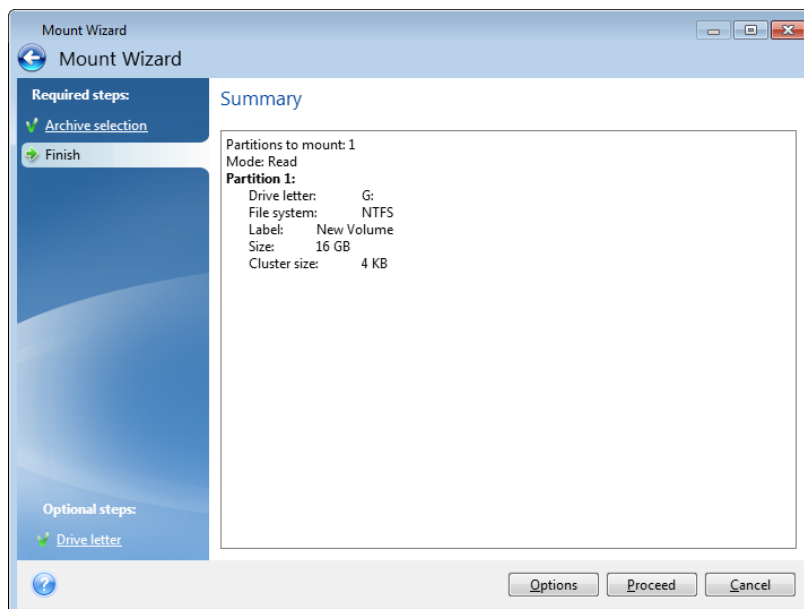 Mount Wizard
Mount Wizard
Required steps:
Archive selection
Finish
Optional steps:
Drive letter
Summary
Partitions to mount: 1
Mode: Read
Partition 1:
Drive letter: G:
File system: NTFS
Label: New Volume
Size: 16 GB
Cluster size: 4 KB
?
Options Proceed Cancel